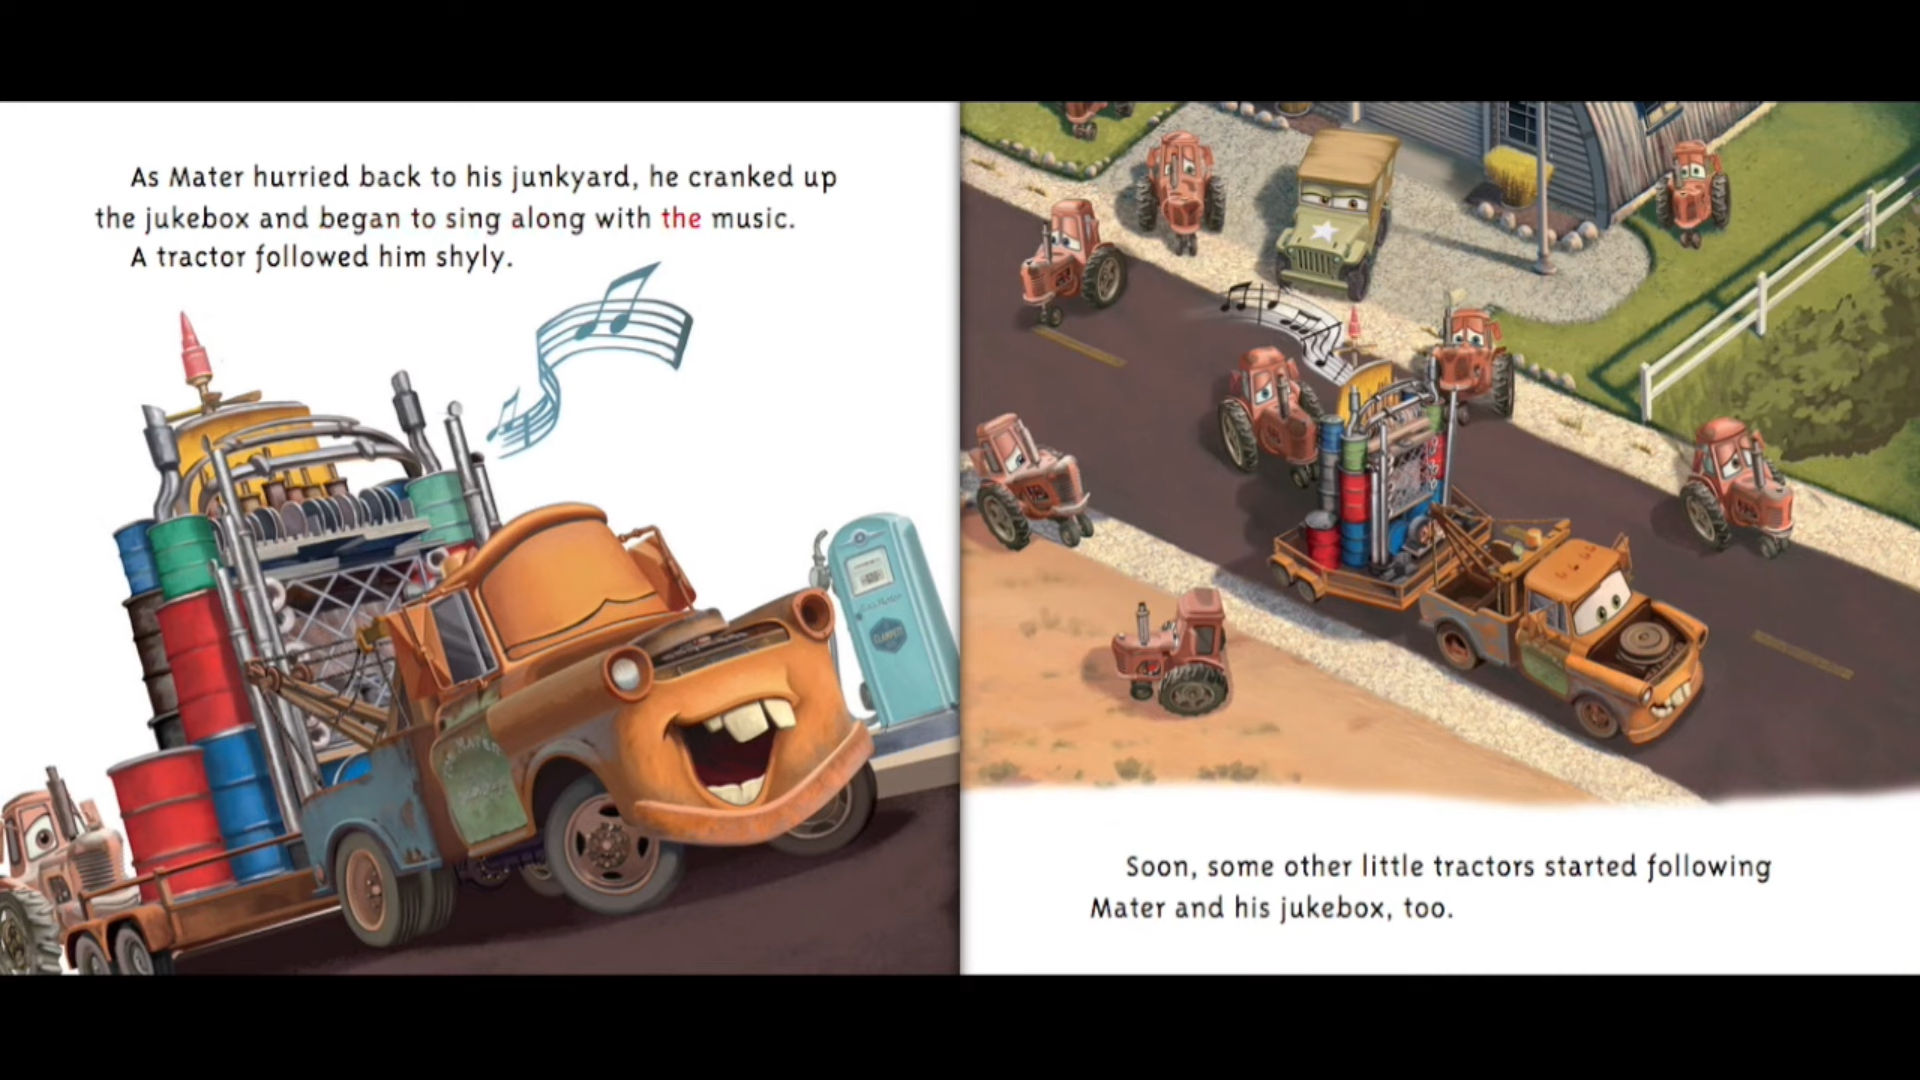 As Mater hurried back to his junkyard, he cranked up
the jukebox and began to sing along with the music.
A tractor followed him shyly.
CLAMPETT
Soon, some other little tractors started following
Mater and his jukebox, too.